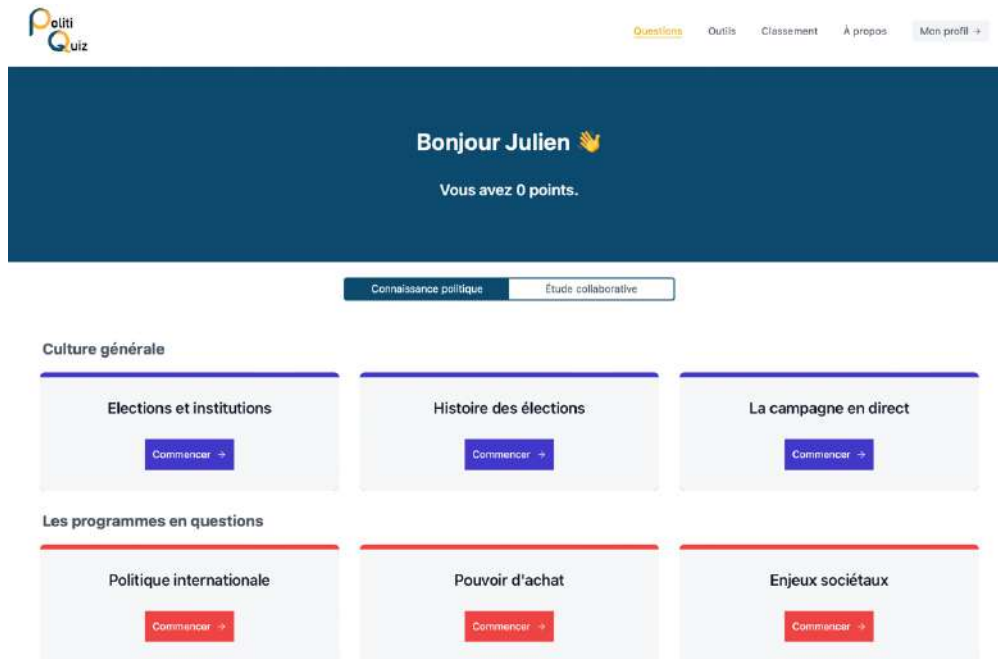 Politi
Quiz
Questions Outils Classement À propos Mon profil →
Bonjour Julien 👋
Vous avez 0 points.
Connaissance politique Étude collaborative
Culture générale
Elections et institutions Histoire des élections La campagne en direct
Commencer → Commencer → Commencer →
Les programmes en questions
Politique internationale Pouvoir d'achat Enjeux sociétaux
Commencer → Commencer → Commencer →